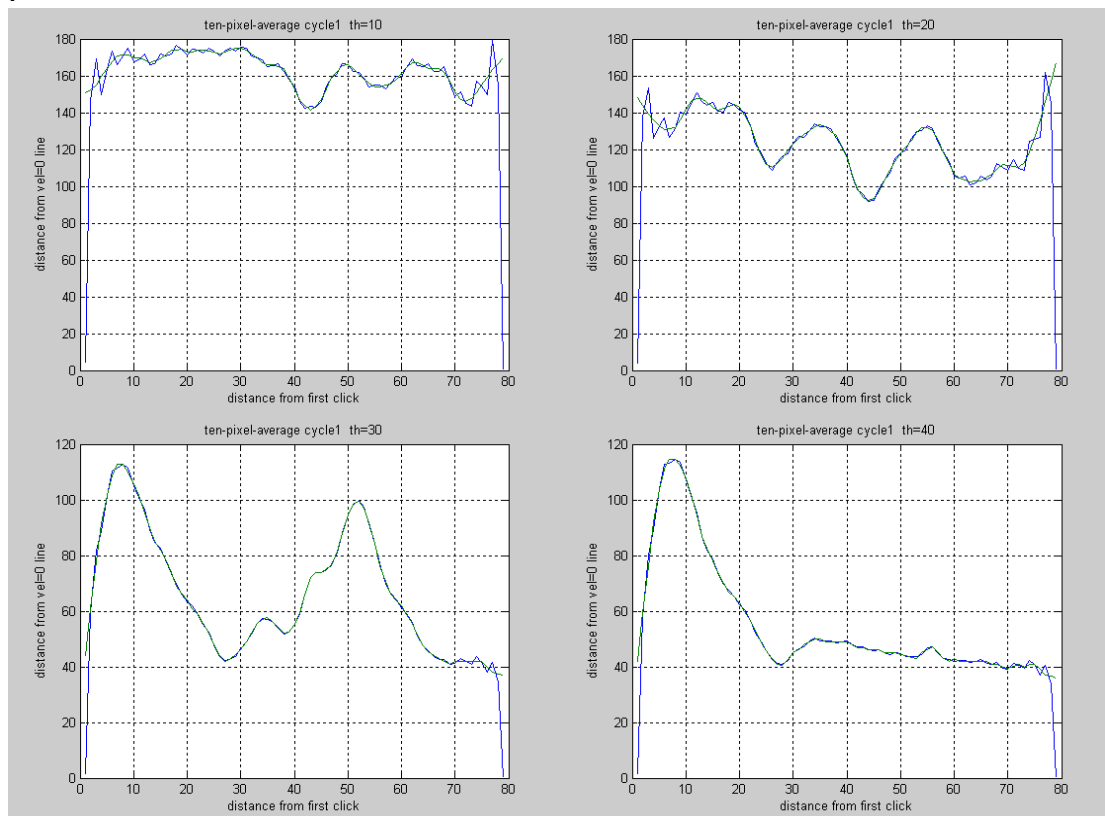 ten-pixel-average cycle1 th=10
180
160
140
120
100
80
60
40
20
0
distance from vel=0 line
0 10 20 30 40 50 60 70 80
distance from first click
ten-pixel-average cycle1 th=20
180
160
140
120
100
80
60
40
20
0
distance from vel=0 line
0 10 20 30 40 50 60 70 80
distance from first click
ten-pixel-average cycle1 th=30
120
100
80
60
40
20
0
distance from vel=0 line
0 10 20 30 40 50 60 70 80
distance from first click
ten-pixel-average cycle1 th=40
120
100
80
60
40
20
0
distance from vel=0 line
0 10 20 30 40 50 60 70 80
distance from first click